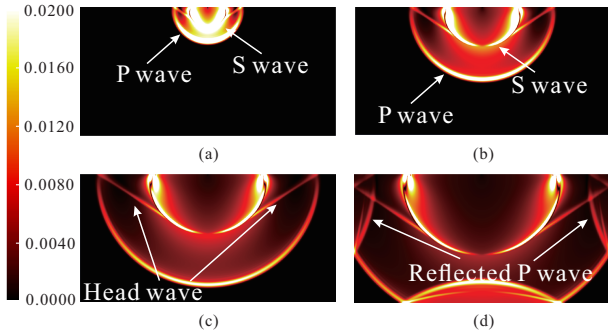 0.0200
0.0160
0.0120
0.0080
0.0040
0.0000
P wave
S wave
(a)
P wave
S wave
(b)
Head wave
(c)
Reflected P wave
(d)